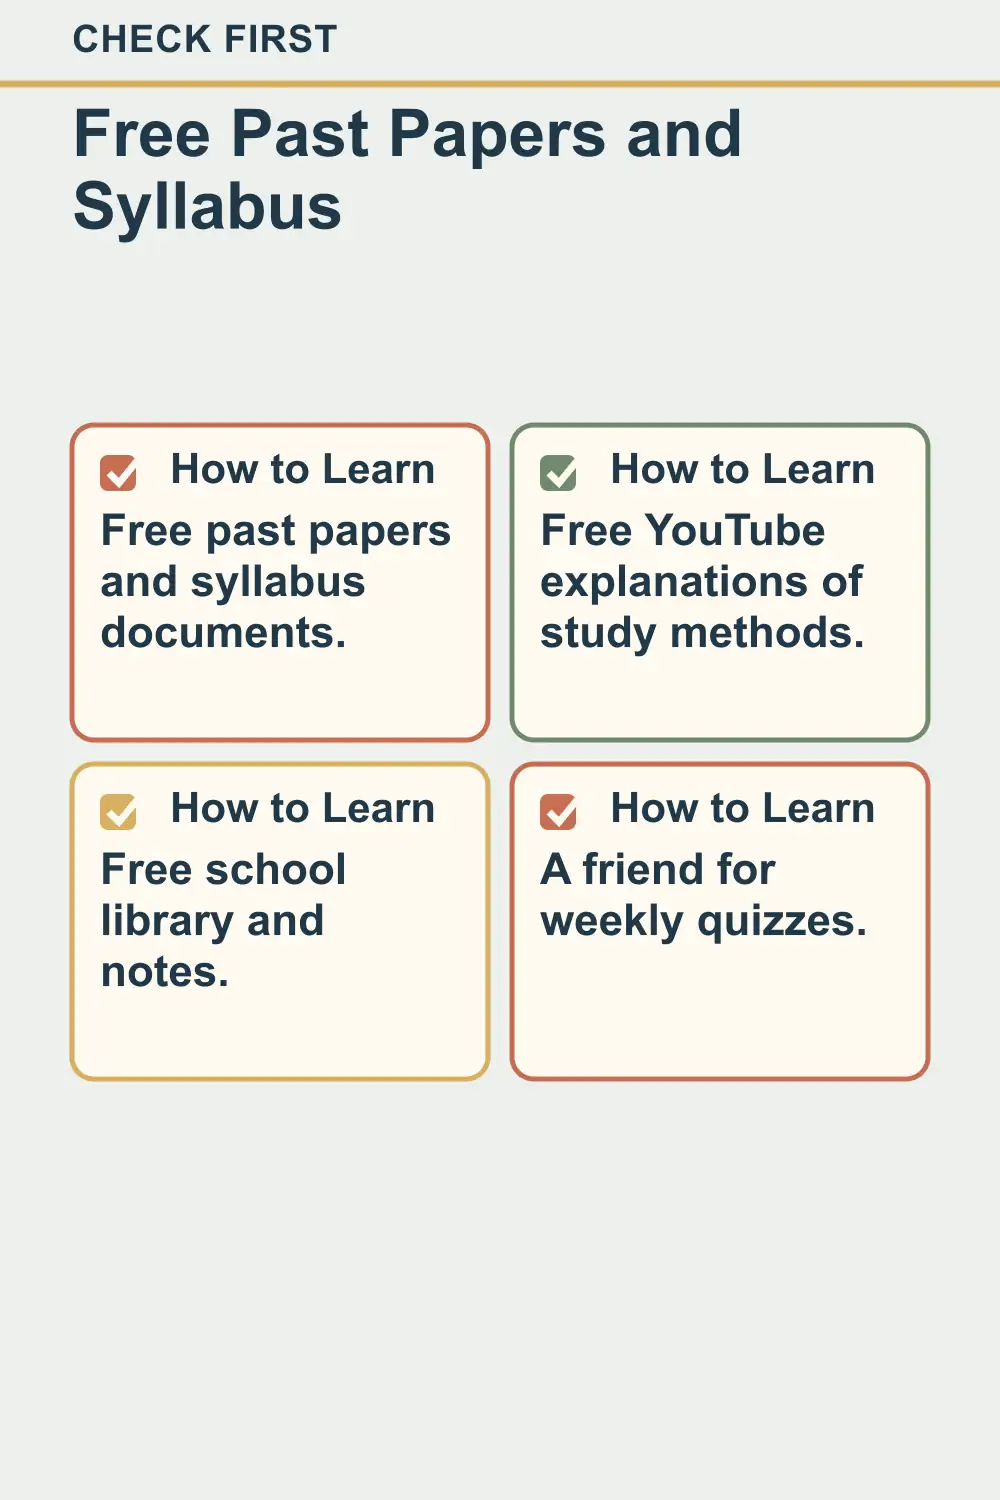 CHECK FIRST
Free Past Papers and
Syllabus
How to Learn
Free past papers
and syllabus
documents.
How to Learn
Free YouTube
explanations of
study methods.
How to Learn
Free school
library and
notes.
How to Learn
A friend for
weekly quizzes.